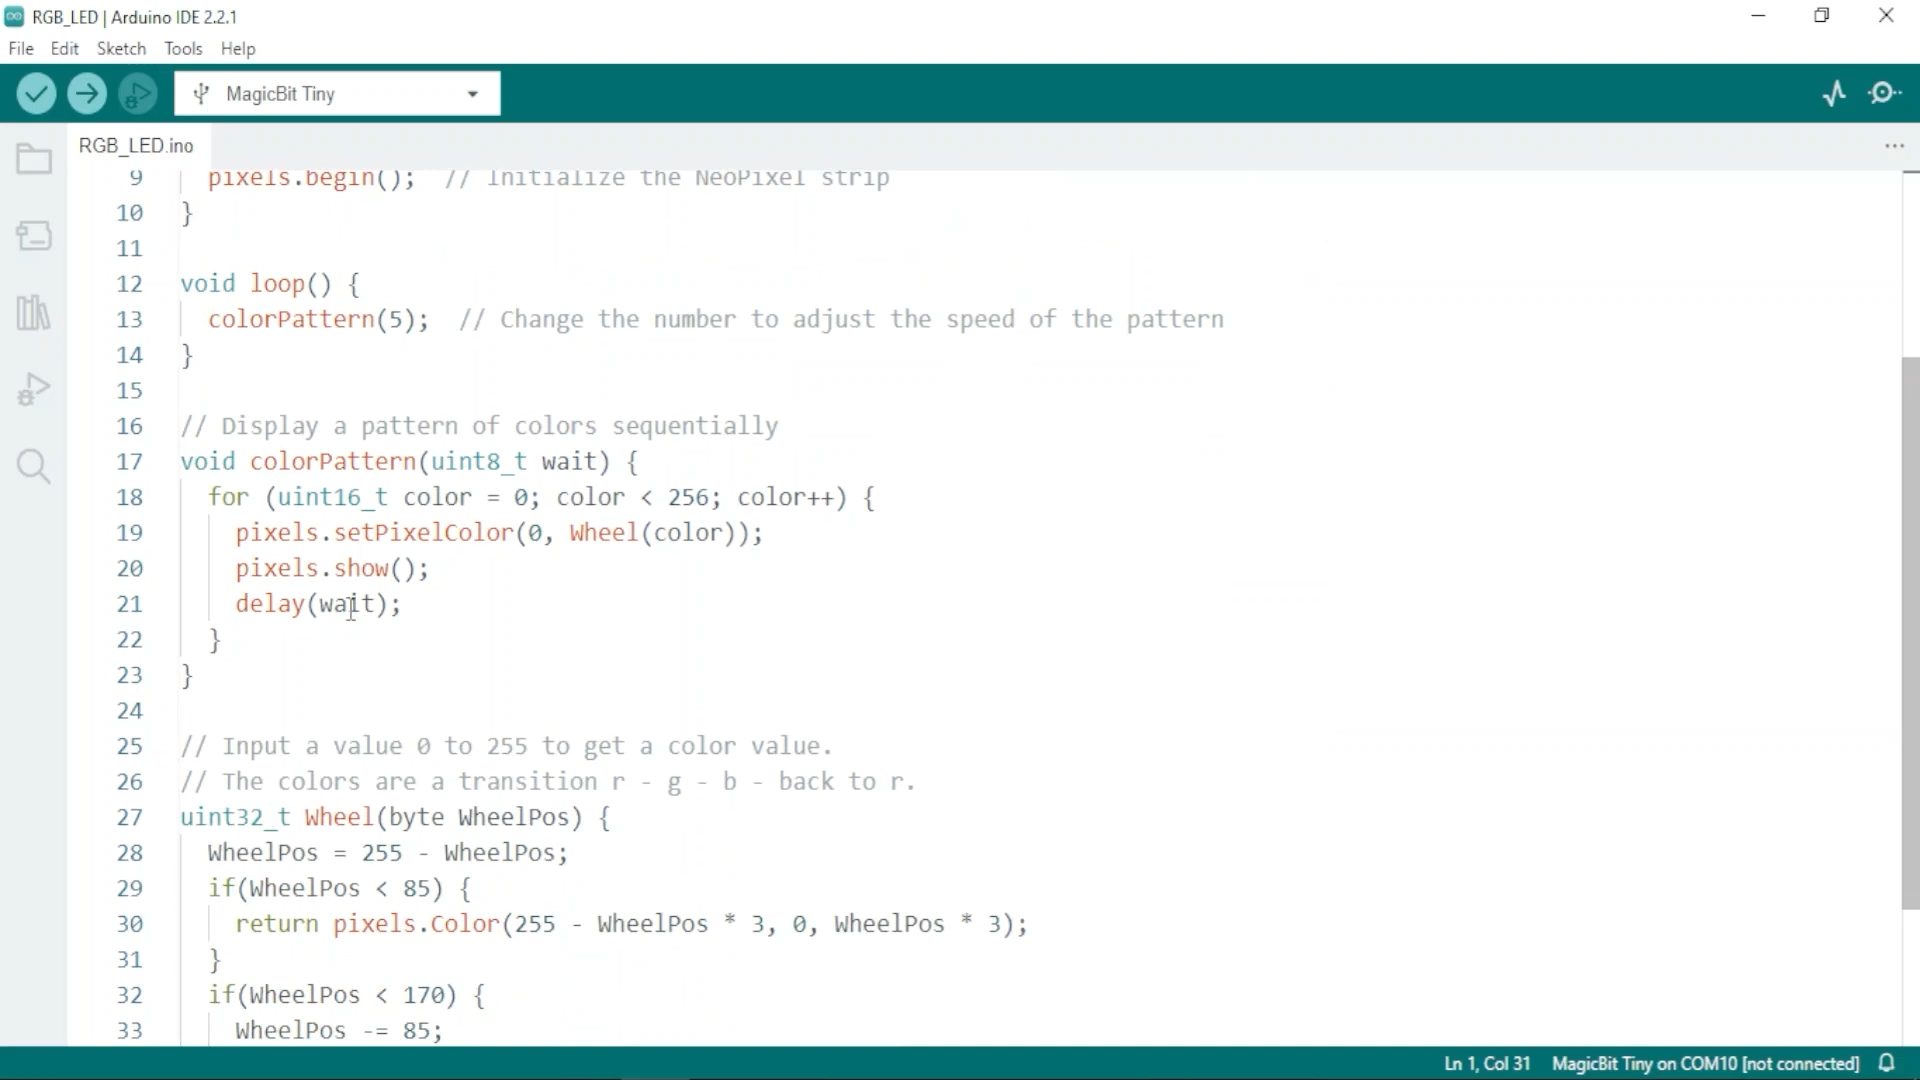 RGB_LED | Arduino IDE 2.2.1
File Edit Sketch Tools Help
MagicBit Tiny
RGB_LED.ino
9 pixels.begin(); // Initialize the NeoPixel strip
10 }
11
12 void loop() {
13 colorPattern(5); // Change the number to adjust the speed of the pattern
14 }
15
16 // Display a pattern of colors sequentially
17 void colorPattern(uint8_t wait) {
18 for (uint16_t color = 0; color < 256; color++) {
19 pixels.setPixelColor(0, Wheel(color));
20 pixels.show();
21 delay(wait);
22 }
23 }
24
25 // Input a value 0 to 255 to get a color value.
26 // The colors are a transition r - g - b - back to r.
27 uint32_t Wheel(byte WheelPos) {
28 WheelPos = 255 - WheelPos;
29 if(WheelPos < 85) {
30 return pixels.Color(255 - WheelPos * 3, 0, WheelPos * 3);
31 }
32 if(WheelPos < 170) {
33 WheelPos -= 85;
Ln 1, Col 31 MagicBit Tiny on COM10 [not connected]